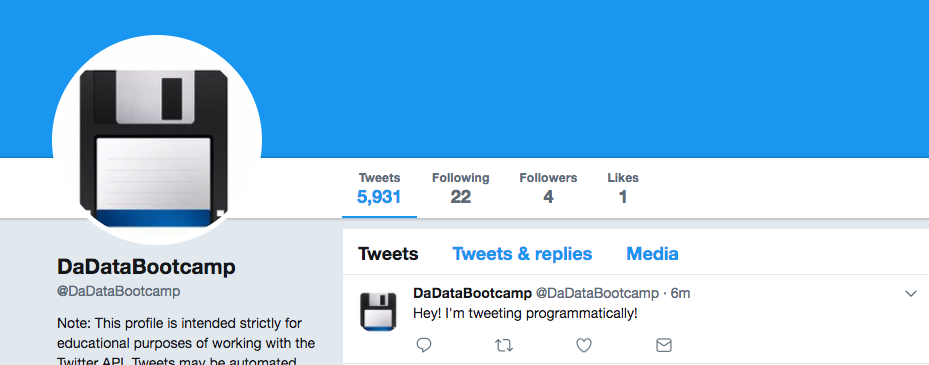 Tweets Following Followers Likes
5,931 22 4 1
DaDataBootcamp
@DaDataBootcamp
Note: This profile is intended strictly for
educational purposes of working with the
Twitter API. Tweets may be automated
Tweets Tweets & replies Media
DaDataBootcamp @DaDataBootcamp · 6m
Hey! I'm tweeting programmatically!